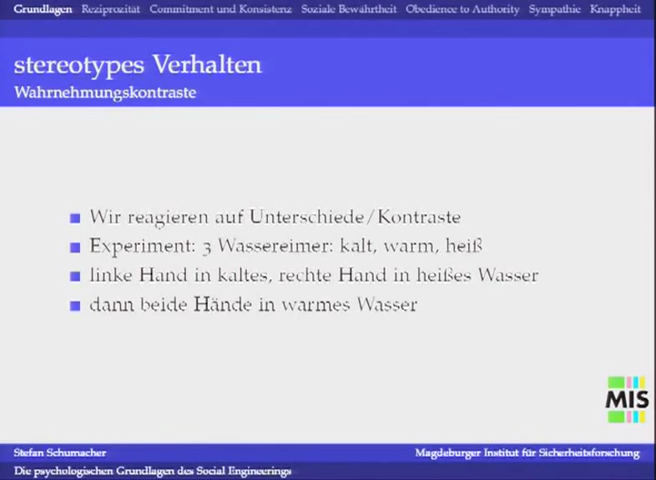 Grundlagen Reziprozität Commitment und Konsistenz Soziale Bewährtheit Obedience to Authority Sympathie Knappheit
stereotypes Verhalten
Wahrnehmungskontraste
Wir reagieren auf Unterschiede/Kontraste
Experiment: 3 Wassereimer: kalt, warm, heiß
linke Hand in kaltes, rechte Hand in heißes Wasser
dann beide Hände in warmes Wasser
MIS
Stefan Schumacher Magdeburger Institut für Sicherheitsforschung
Die psychologischen Grundlagen des Social Engineerings